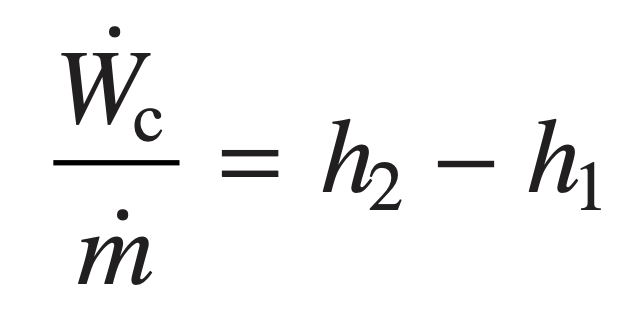 Ẇc / ṁ = h2 − h1